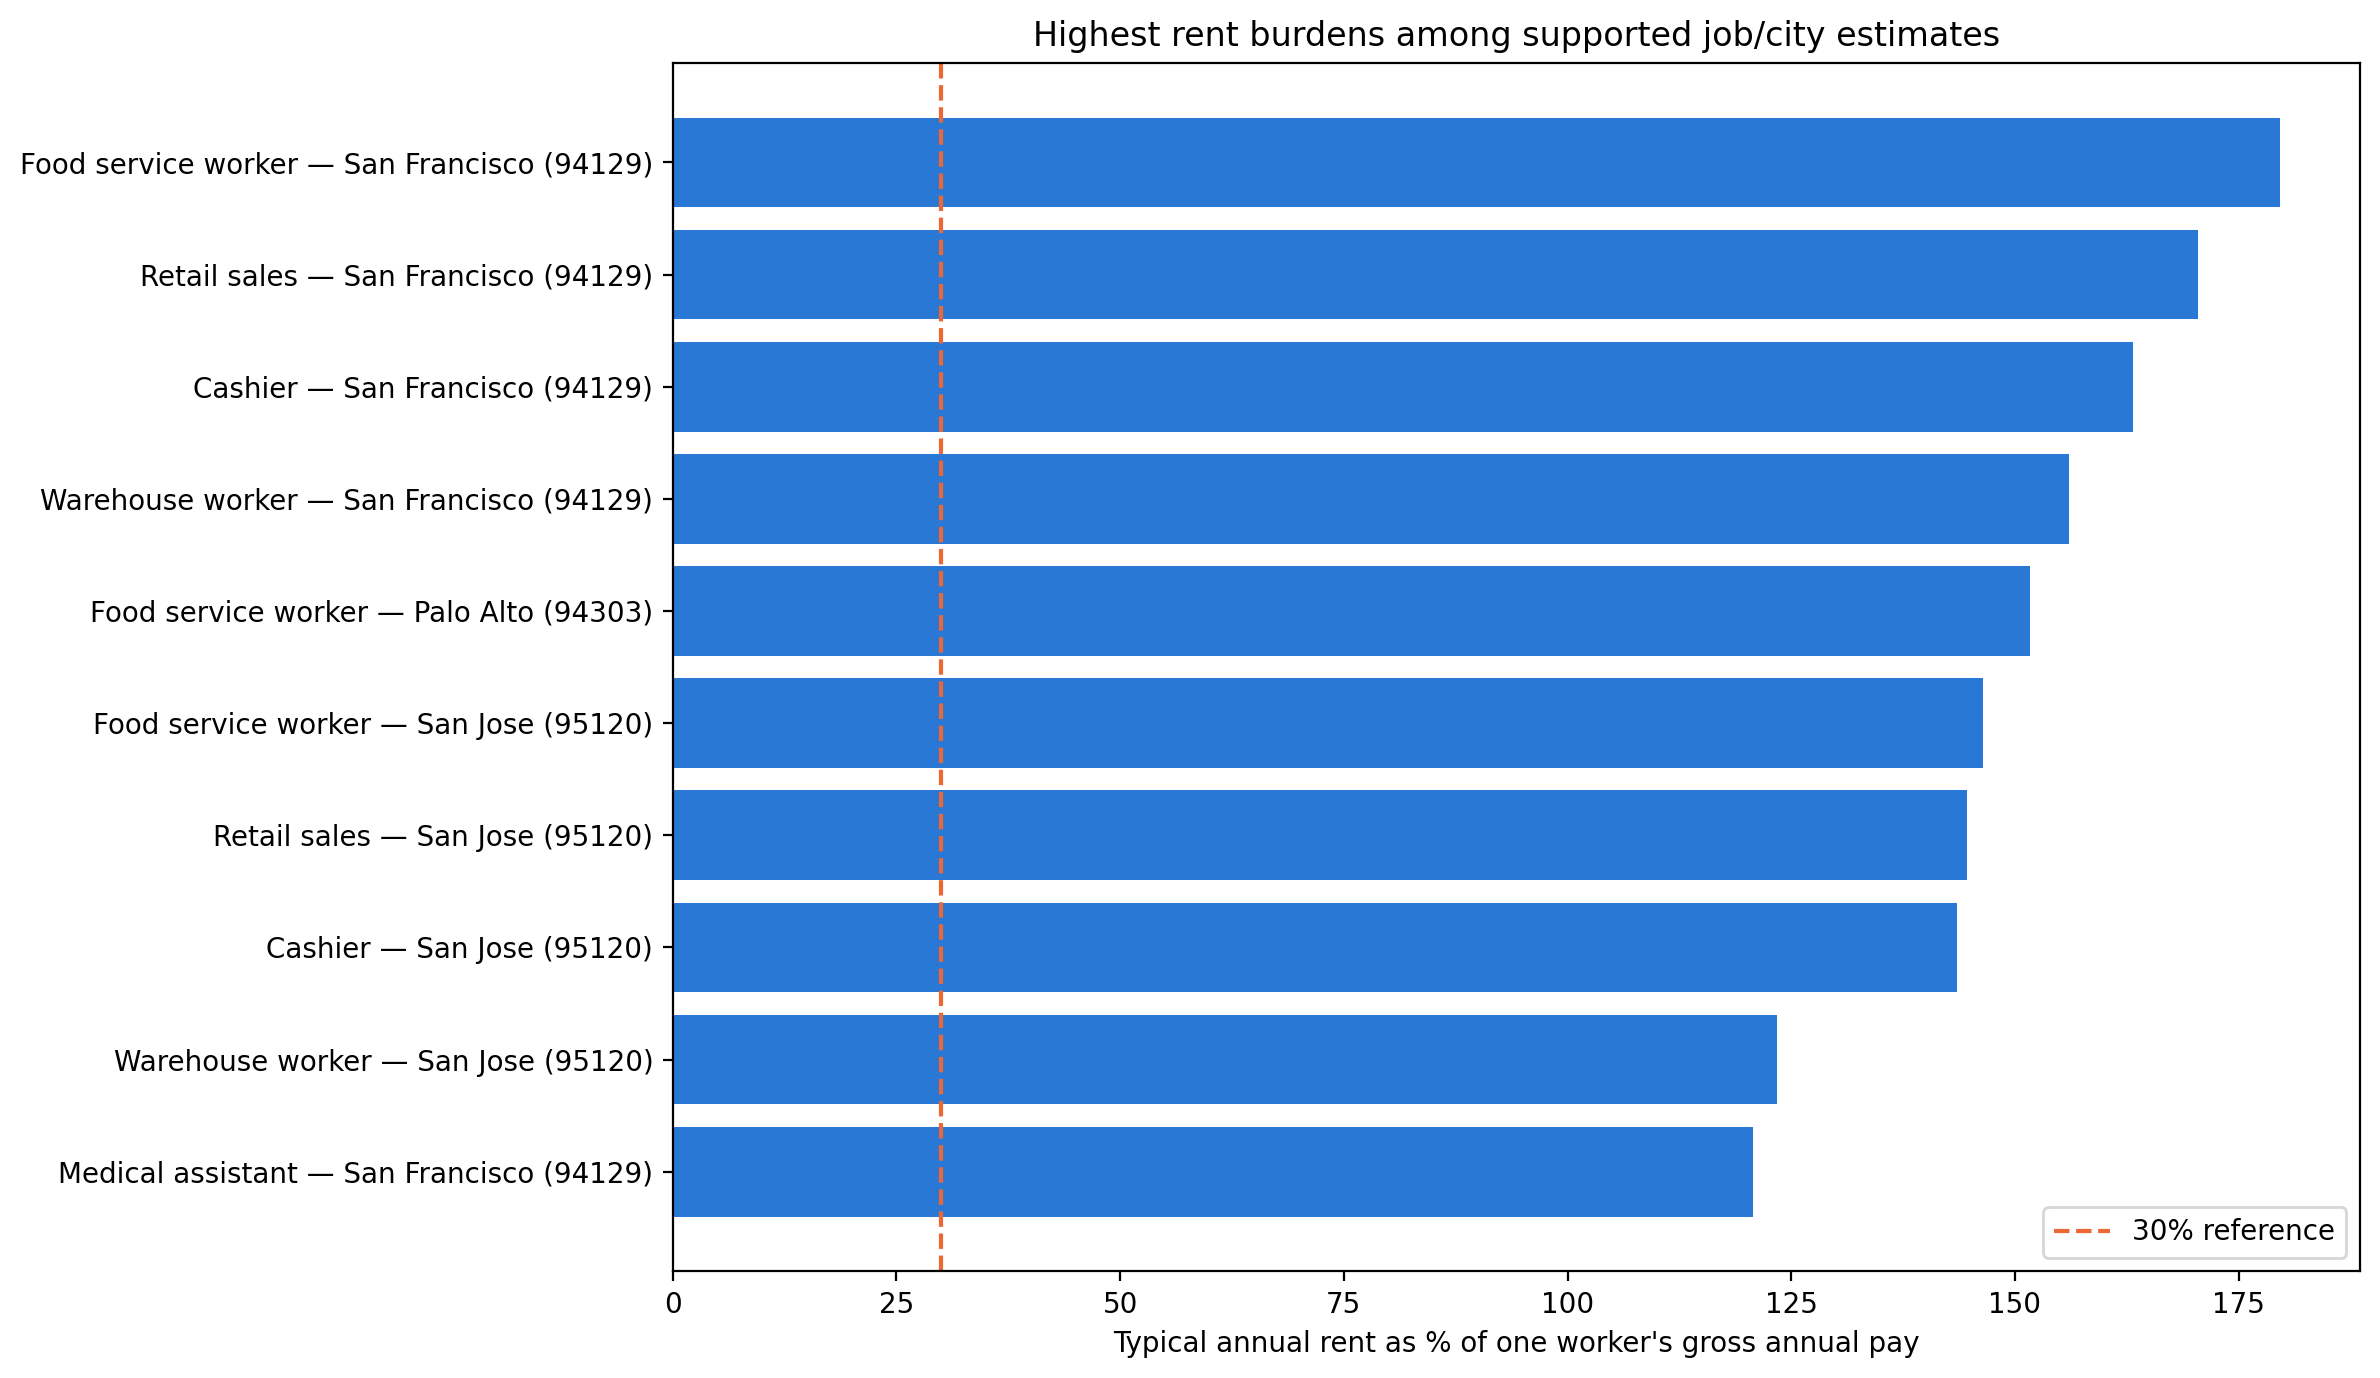 Highest rent burdens among supported job/city estimates
Food service worker — San Francisco (94129)
Retail sales — San Francisco (94129)
Cashier — San Francisco (94129)
Warehouse worker — San Francisco (94129)
Food service worker — Palo Alto (94303)
Food service worker — San Jose (95120)
Retail sales — San Jose (95120)
Cashier — San Jose (95120)
Warehouse worker — San Jose (95120)
Medical assistant — San Francisco (94129)
30% reference
0 25 50 75 100 125 150 175
Typical annual rent as % of one worker's gross annual pay